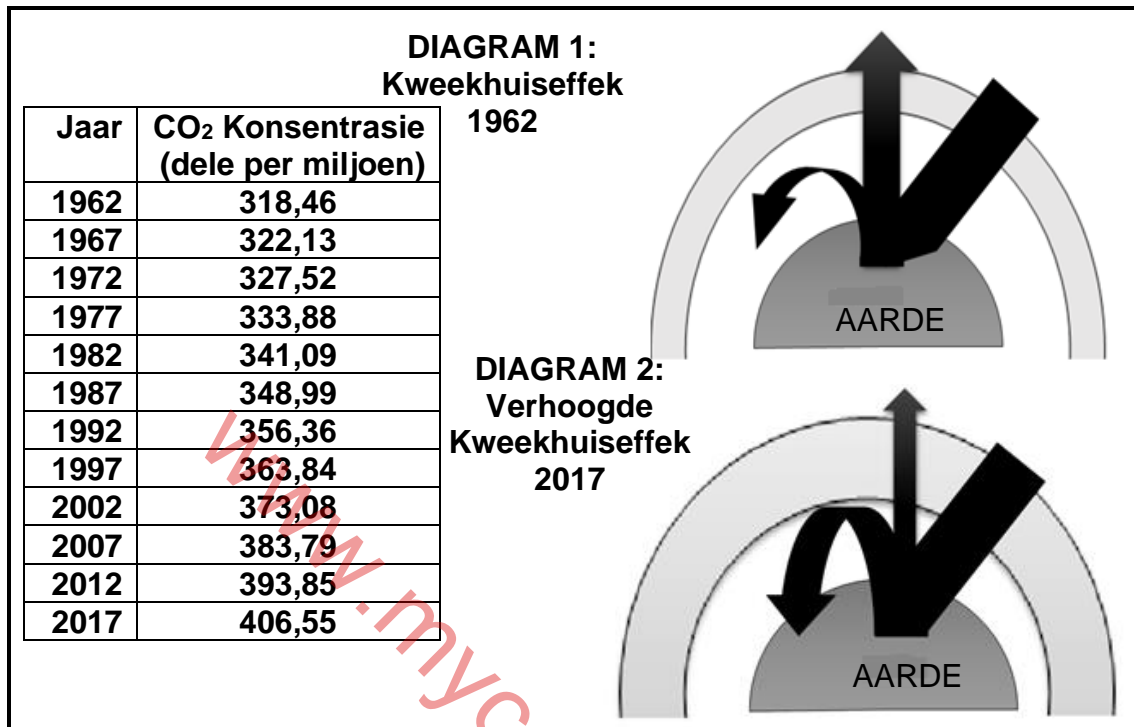 DIAGRAM 1:
Kweekhuiseffek
1962
Jaar CO₂ Konsentrasie
(dele per miljoen)
1962 318,46
1967 322,13
1972 327,52
1977 333,88
1982 341,09
1987 348,99
1992 356,36
1997 363,84
2002 373,08
2007 383,79
2012 393,85
2017 406,55
AARDE
DIAGRAM 2:
Verhoogde
Kweekhuiseffek
2017
AARDE
www.myc